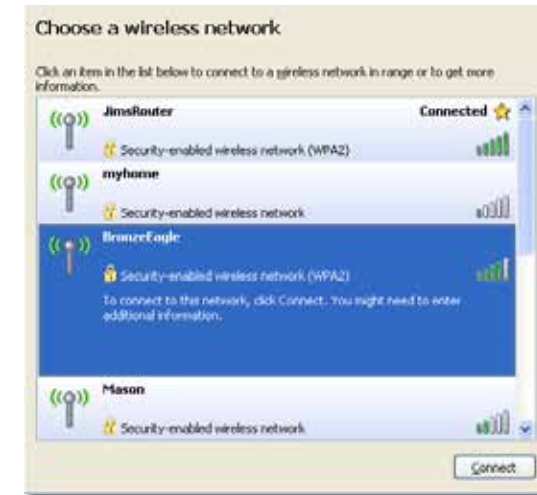 Choose a wireless network
Click an item in the list below to connect to a wireless network in range or to get more
information.
JimsRouter Connected
Security-enabled wireless network (WPA2)
myhome
Security-enabled wireless network
BronzeEagle
Security-enabled wireless network (WPA2)
To connect to this network, click Connect. You might need to enter
additional information.
Mason
Security-enabled wireless network
Connect